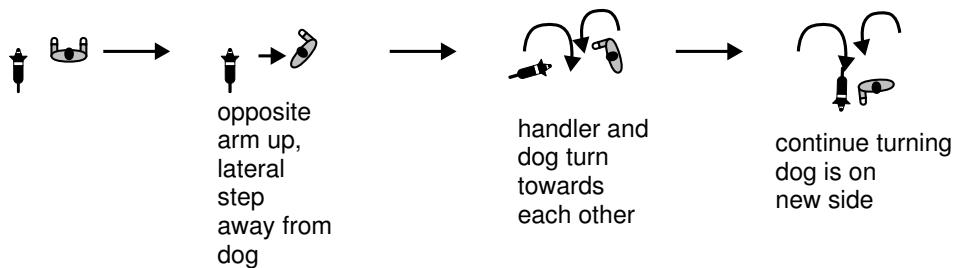 opposite
arm up,
lateral
step
away from
dog
handler and
dog turn
towards
each other
continue turning
dog is on
new side